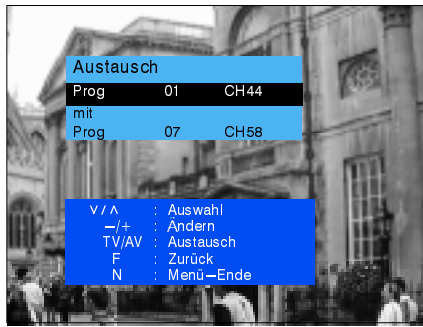 Austausch
Prog 01 CH44
mit
Prog 07 CH58
∨/∧ : Auswahl
–/+ : Ändern
TV/AV : Austausch
F : Zurück
N : Menü–Ende